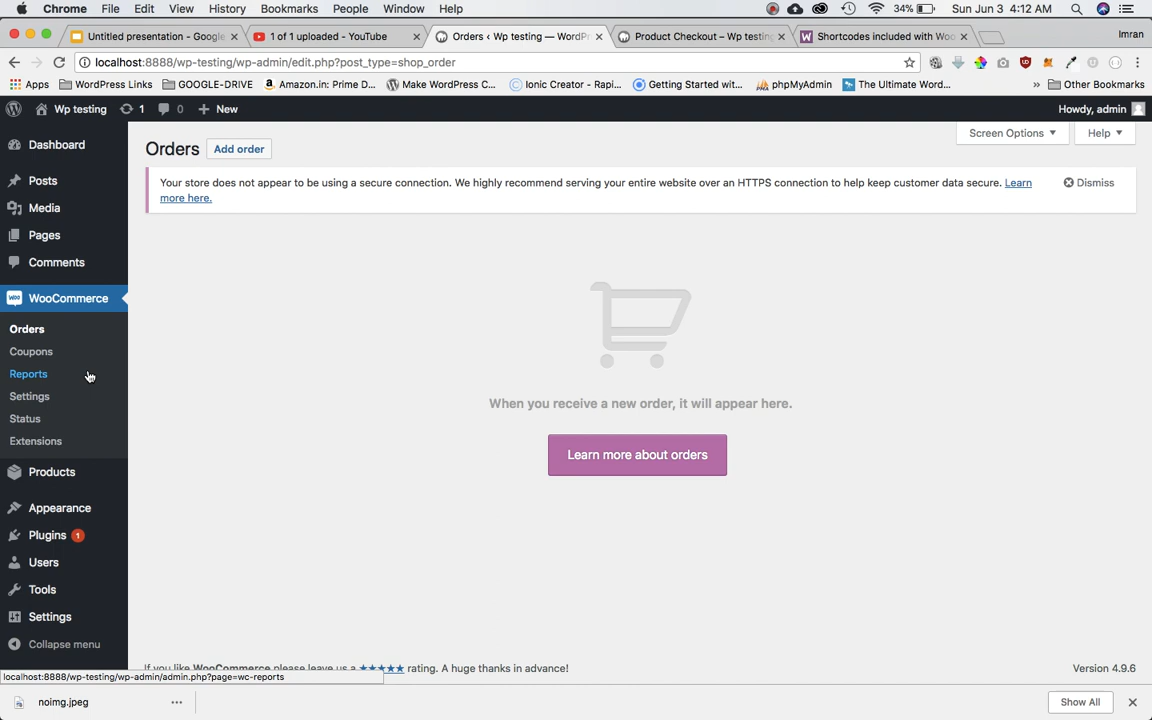 Chrome File Edit View History Bookmarks People Window Help 34% Sun Jun 3 4:12 AM
Untitled presentation - Google 1 of 1 uploaded - YouTube Orders ‹ Wp testing — WordPr Product Checkout – Wp testing Shortcodes included with Woo Imran
localhost:8888/wp-testing/wp-admin/edit.php?post_type=shop_order
Apps WordPress Links GOOGLE-DRIVE Amazon.in: Prime D... Make WordPress C... Ionic Creator - Rapi... Getting Started wit... phpMyAdmin The Ultimate Word... » Other Bookmarks
Wp testing 1 0 + New Howdy, admin
Screen Options ▼ Help ▼
Dashboard
Orders Add order
Posts
Your store does not appear to be using a secure connection. We highly recommend serving your entire website over an HTTPS connection to help keep customer data secure. Learn
more here.
Dismiss
Media
Pages
Comments
WooCommerce
Orders
Coupons
Reports
Settings
Status
Extensions
When you receive a new order, it will appear here.
Learn more about orders
Products
Appearance
Plugins 1
Users
Tools
Settings
Collapse menu
If you like WooCommerce please leave us a ★★★★★ rating. A huge thanks in advance! Version 4.9.6
localhost:8888/wp-testing/wp-admin/admin.php?page=wc-reports
noimg.jpeg ... Show All